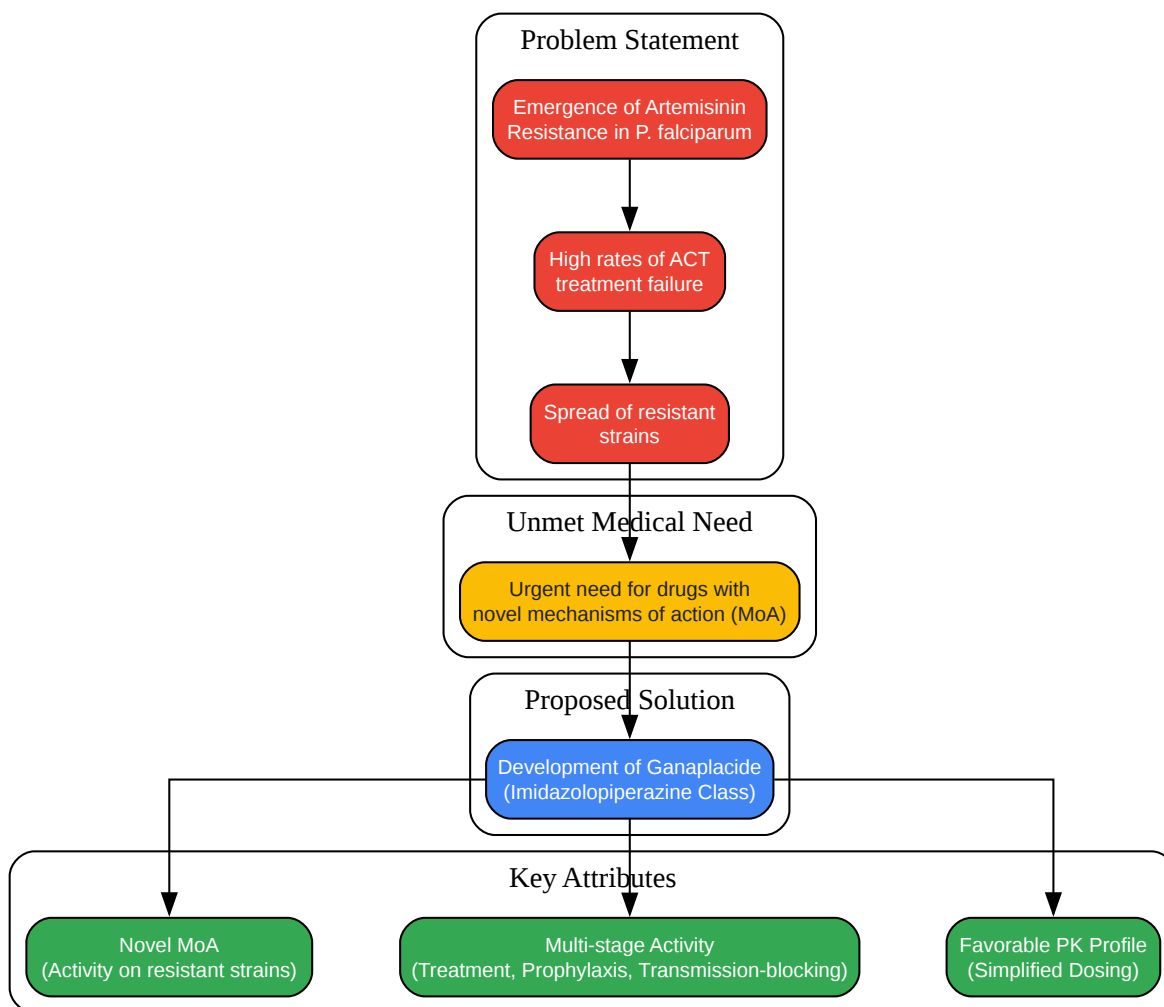 Problem Statement
Emergence of Artemisinin
Resistance in P. falciparum
High rates of ACT
treatment failure
Spread of resistant
strains
Unmet Medical Need
Urgent need for drugs with
novel mechanisms of action (MoA)
Proposed Solution
Development of Ganaplacide
(Imidazolopiperazine Class)
Key Attributes
Novel MoA
(Activity on resistant strains)
Multi-stage Activity
(Treatment, Prophylaxis, Transmission-blocking)
Favorable PK Profile
(Simplified Dosing)